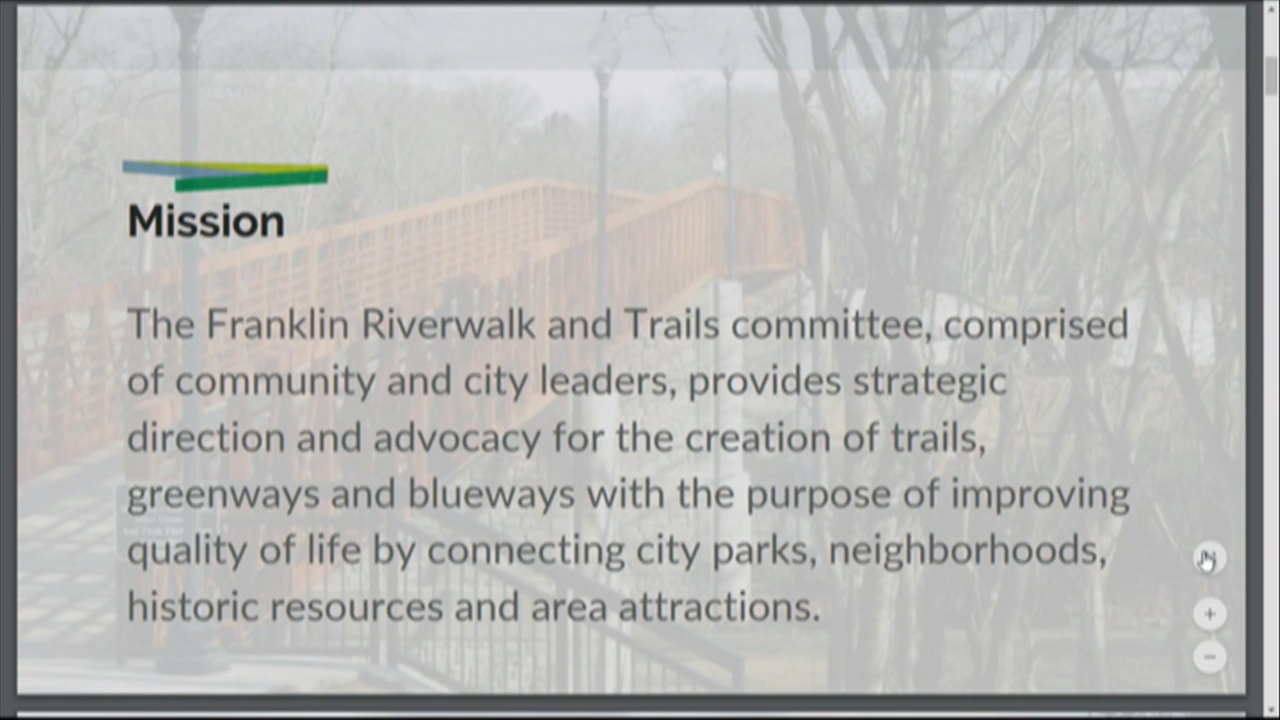 Mission
The Franklin Riverwalk and Trails committee, comprised
of community and city leaders, provides strategic
direction and advocacy for the creation of trails,
greenways and blueways with the purpose of improving
quality of life by connecting city parks, neighborhoods,
historic resources and area attractions.